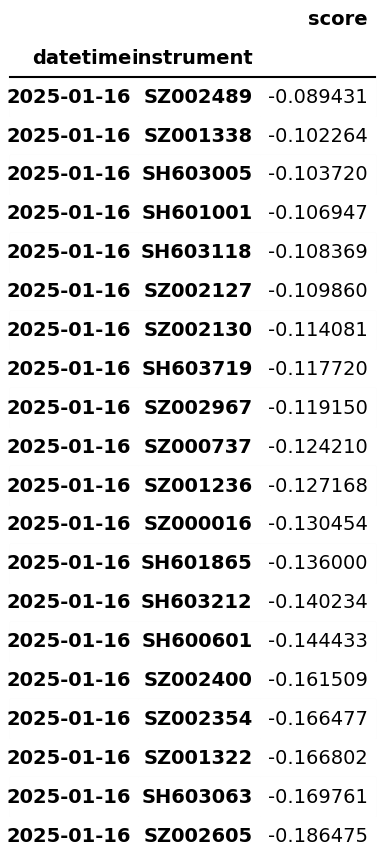 score
datetime instrument
2025-01-16 SZ002489 -0.089431
2025-01-16 SZ001338 -0.102264
2025-01-16 SH603005 -0.103720
2025-01-16 SH601001 -0.106947
2025-01-16 SH603118 -0.108369
2025-01-16 SZ002127 -0.109860
2025-01-16 SZ002130 -0.114081
2025-01-16 SH603719 -0.117720
2025-01-16 SZ002967 -0.119150
2025-01-16 SZ000737 -0.124210
2025-01-16 SZ001236 -0.127168
2025-01-16 SZ000016 -0.130454
2025-01-16 SH601865 -0.136000
2025-01-16 SH603212 -0.140234
2025-01-16 SH600601 -0.144433
2025-01-16 SZ002400 -0.161509
2025-01-16 SZ002354 -0.166477
2025-01-16 SZ001322 -0.166802
2025-01-16 SH603063 -0.169761
2025-01-16 SZ002605 -0.186475